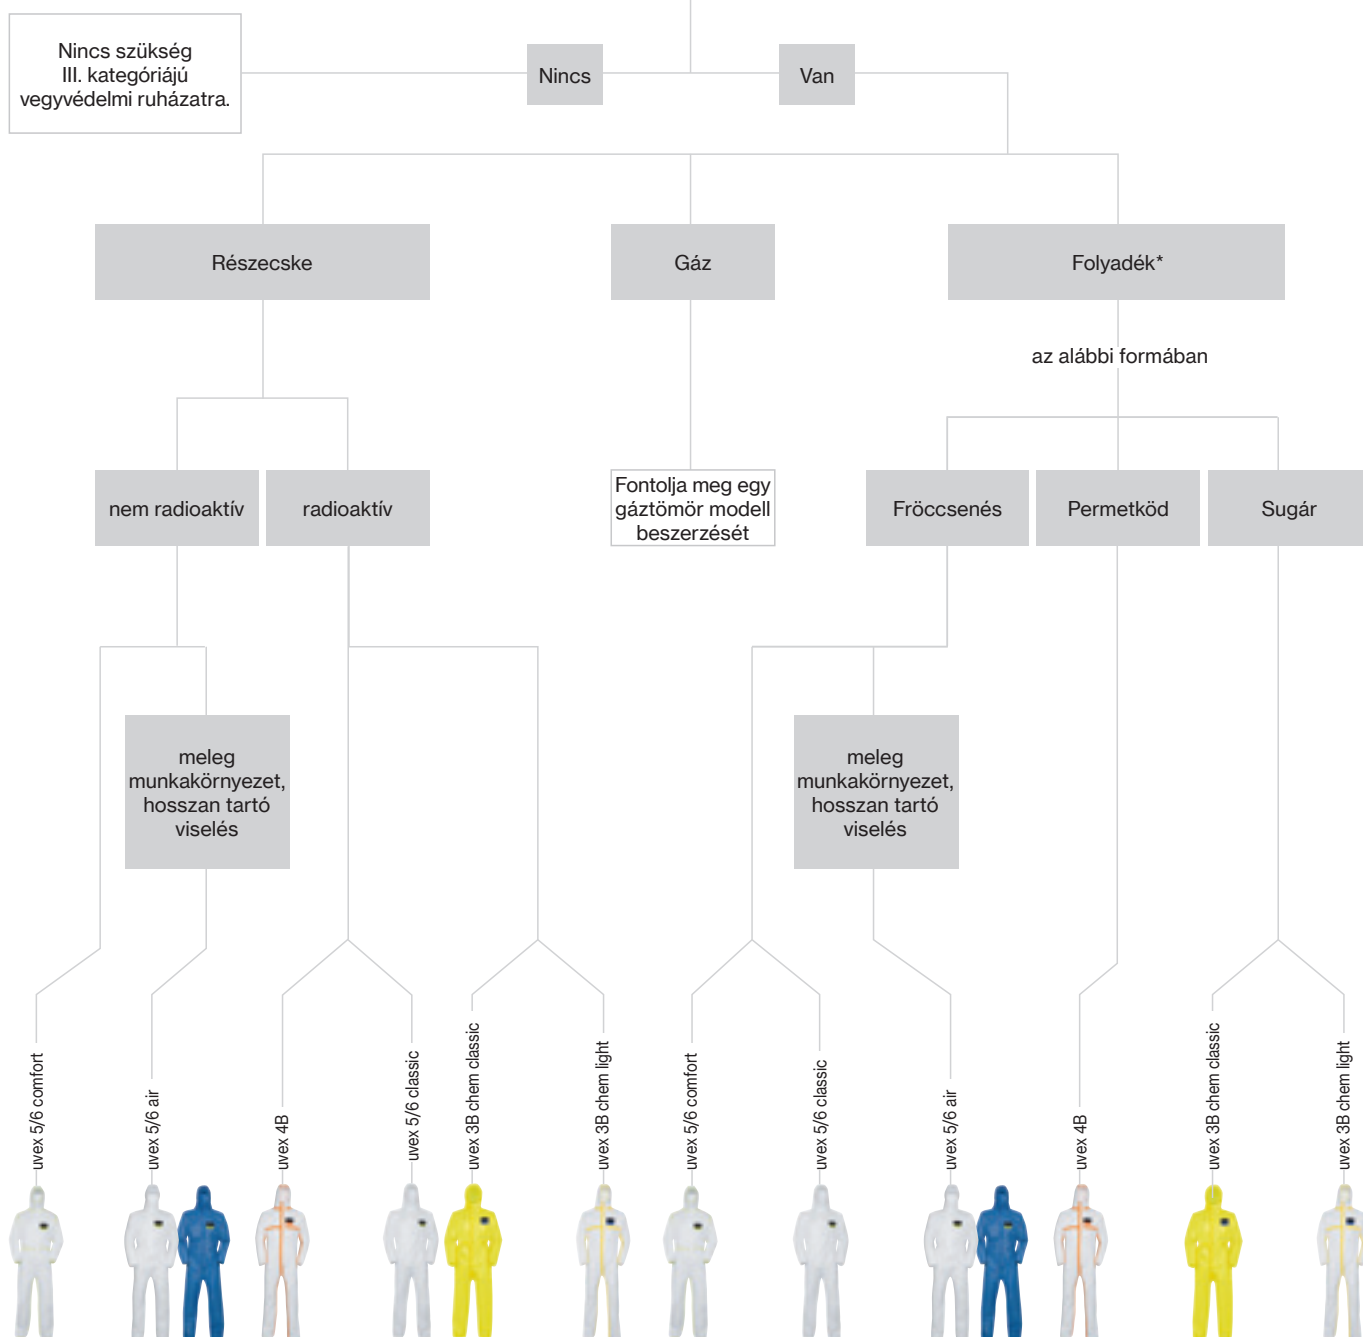 Nincs szükség
III. kategóriájú
vegyvédelmi ruházatra.
Nincs
Van
Részecske
Gáz
Folyadék*
az alábbi formában
nem radioaktív
radioaktív
Fontolja meg egy
gáztömör modell
beszerzését
Fröccsenés
Permetköd
Sugár
meleg
munkakörnyezet,
hosszan tartó
viselés
meleg
munkakörnyezet,
hosszan tartó
viselés
uvex 5/6 comfort
uvex 5/6 air
uvex 4B
uvex 5/6 classic
uvex 3B chem classic
uvex 3B chem light
uvex 5/6 comfort
uvex 5/6 classic
uvex 5/6 air
uvex 4B
uvex 3B chem classic
uvex 3B chem light